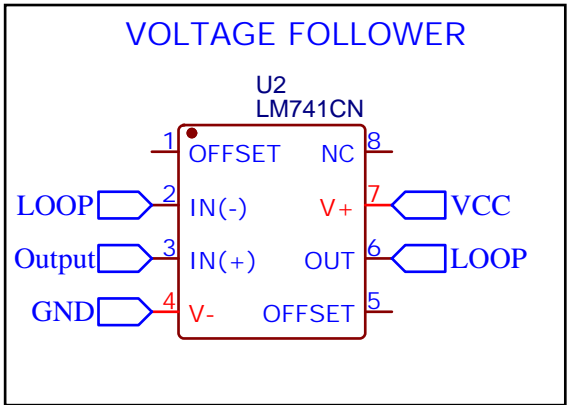 VOLTAGE FOLLOWER
U2
LM741CN
1 OFFSET NC 8
LOOP 2 IN(-) V+ 7 VCC
Output 3 IN(+) OUT 6 LOOP
GND 4 V- OFFSET 5